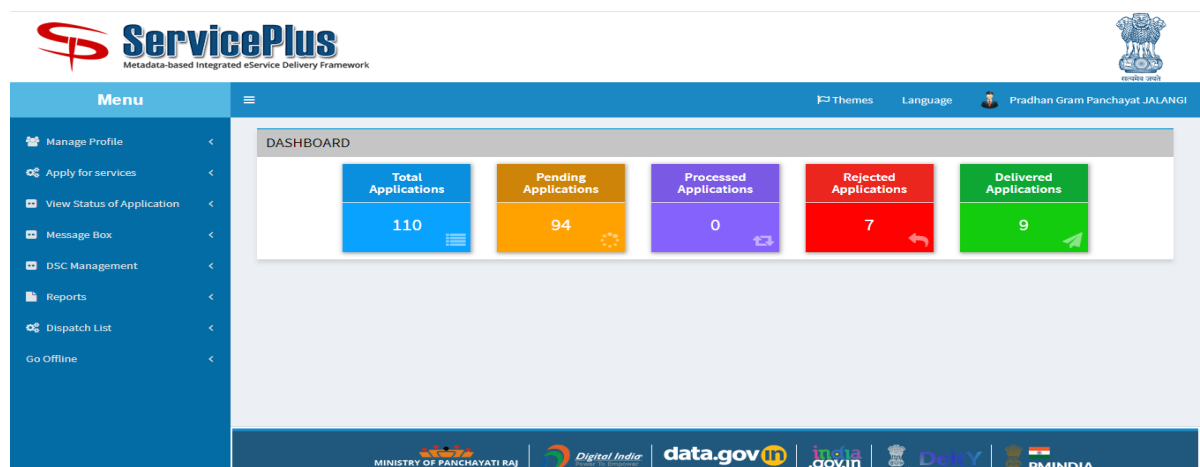 ServicePlus
Metadata-based Integrated eService Delivery Framework
सत्यमेव जयते
Menu
Themes Language Pradhan Gram Panchayat JALANGI
Manage Profile
Apply for services
View Status of Application
Message Box
DSC Management
Reports
Dispatch List
Go Offline
DASHBOARD
Total
Applications
110
Pending
Applications
94
Processed
Applications
0
Rejected
Applications
7
Delivered
Applications
9
MINISTRY OF PANCHAYATI RAJ
Digital India
Power To Empower
data.gov in
india
.gov.in
DeitY
PMINDIA